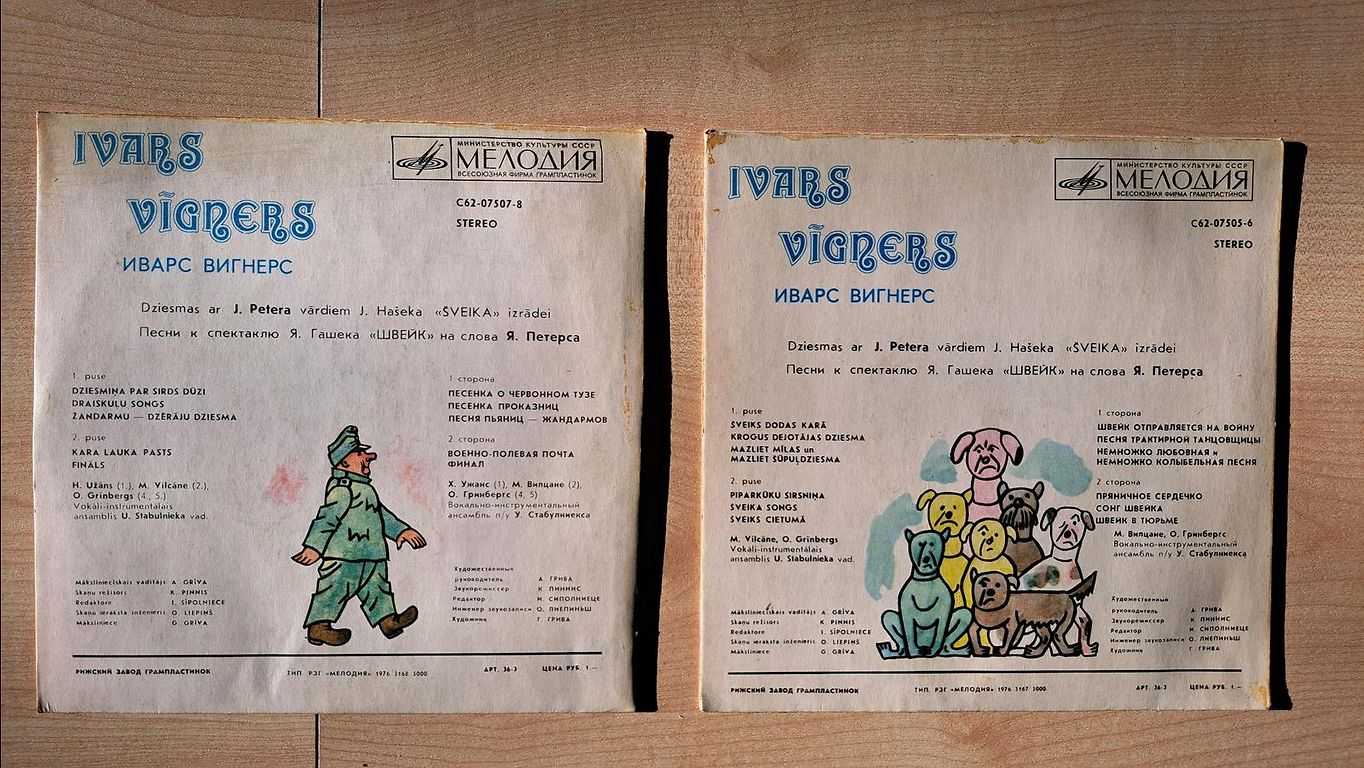 IVARS
VĪGNERS
ИВАРС ВИГНЕРС
МИНИСТЕРСТВО КУЛЬТУРЫ СССР
МЕЛОДИЯ
ВСЕСОЮЗНАЯ ФИРМА ГРАМПЛАСТИНОК
С62-07507-8
STEREO
Dziesmas ar J. Petera vārdiem J. Hašeka «ŠVEIKA» izrādei
Песни к спектаклю Я. Гашека «ШВЕЙК» на слова Я. Петерса
1. puse
DZIESMIŅA PAR SIRDS DŪZI
DRAISKUĻU SONGS
ŽANDARMU — DZĒRĀJU DZIESMA
2. puse
KARA LAUKA PASTS
FINĀLS
H. Užāns (1.), M. Vilcāne (2.),
O. Grīnbergs (4., 5.)
Vokāli-instrumentālais
ansamblis U. Stabulnieka vad.
1 сторона
ПЕСЕНКА О ЧЕРВОННОМ ТУЗЕ
ПЕСЕНКА ПРОКАЗНИЦ
ПЕСНЯ ПЬЯНИЦ — ЖАНДАРМОВ
2 сторона
ВОЕННО-ПОЛЕВАЯ ПОЧТА
ФИНАЛ
Х. Ужанс (1), М. Вилцане (2),
О. Гринбергс (4, 5)
Вокально-инструментальный
ансамбль п/у У. Стабулниекса
Mākslinieciskais vadītājs A. GRĪVA
Skaņu režisors K. PINNIS
Redaktore I. SĪPOLNIECE
Skaņu ieraksta inženieris O. LIEPIŅŠ
Māksliniece G. GRĪVA
Художественный
руководитель А. ГРИВА
Звукорежиссер К. ПИННИС
Редактор И. СИПОЛНИЕЦЕ
Инженер звукозаписи О. ЛИЕПИНЬШ
Художник Г. ГРИВА
РИЖСКИЙ ЗАВОД ГРАМПЛАСТИНОК ТИП. РЗГ «МЕЛОДИЯ» 1976 3168 5000 АРТ. 36-3 ЦЕНА РУБ. 1 —
IVARS
VĪGNERS
ИВАРС ВИГНЕРС
МИНИСТЕРСТВО КУЛЬТУРЫ СССР
МЕЛОДИЯ
ВСЕСОЮЗНАЯ ФИРМА ГРАМПЛАСТИНОК
С62-07505-6
STEREO
Dziesmas ar J. Petera vārdiem J. Hašeka «ŠVEIKA» izrādei
Песни к спектаклю Я. Гашека «ШВЕЙК» на слова Я. Петерса
1. puse
ŠVEIKS DODAS KARĀ
KROGUS DEJOTĀJAS DZIESMA
MAZLIET MĪLAS un
MAZLIET ŠŪPUĻDZIESMA
2. puse
PIPARKŪKU SIRSNIŅA
ŠVEIKA SONGS
ŠVEIKS CIETUMĀ
M. Vilcāne, O. Grīnbergs
Vokāli-instrumentālais
ansamblis U. Stabulnieka vad.
1 сторона
ШВЕЙК ОТПРАВЛЯЕТСЯ НА ВОЙНУ
ПЕСНЯ ТРАКТИРНОЙ ТАНЦОВЩИЦЫ
НЕМНОЖКО ЛЮБОВНАЯ и
НЕМНОЖКО КОЛЫБЕЛЬНАЯ ПЕСНЯ
2 сторона
ПРЯНИЧНОЕ СЕРДЕЧКО
СОНГ ШВЕЙКА
ШВЕЙК В ТЮРЬМЕ
М. Вилцане, О. Гринбергс
Вокально-инструментальный
ансамбль п/у У. Стабулниекса
Mākslinieciskais vadītājs A. GRĪVA
Skaņu režisors K. PINNIS
Redaktore I. SĪPOLNIECE
Skaņu ieraksta inženieris O. LIEPIŅŠ
Māksliniece G. GRĪVA
Художественный
руководитель А. ГРИВА
Звукорежиссер К. ПИННИС
Редактор И. СИПОЛНИЕЦЕ
Инженер звукозаписи О. ЛИЕПИНЬШ
Художник Г. ГРИВА
РИЖСКИЙ ЗАВОД ГРАМПЛАСТИНОК ТИП. РЗГ «МЕЛОДИЯ» 1976 3167 5000 АРТ. 36-3 ЦЕНА РУБ. 1.—